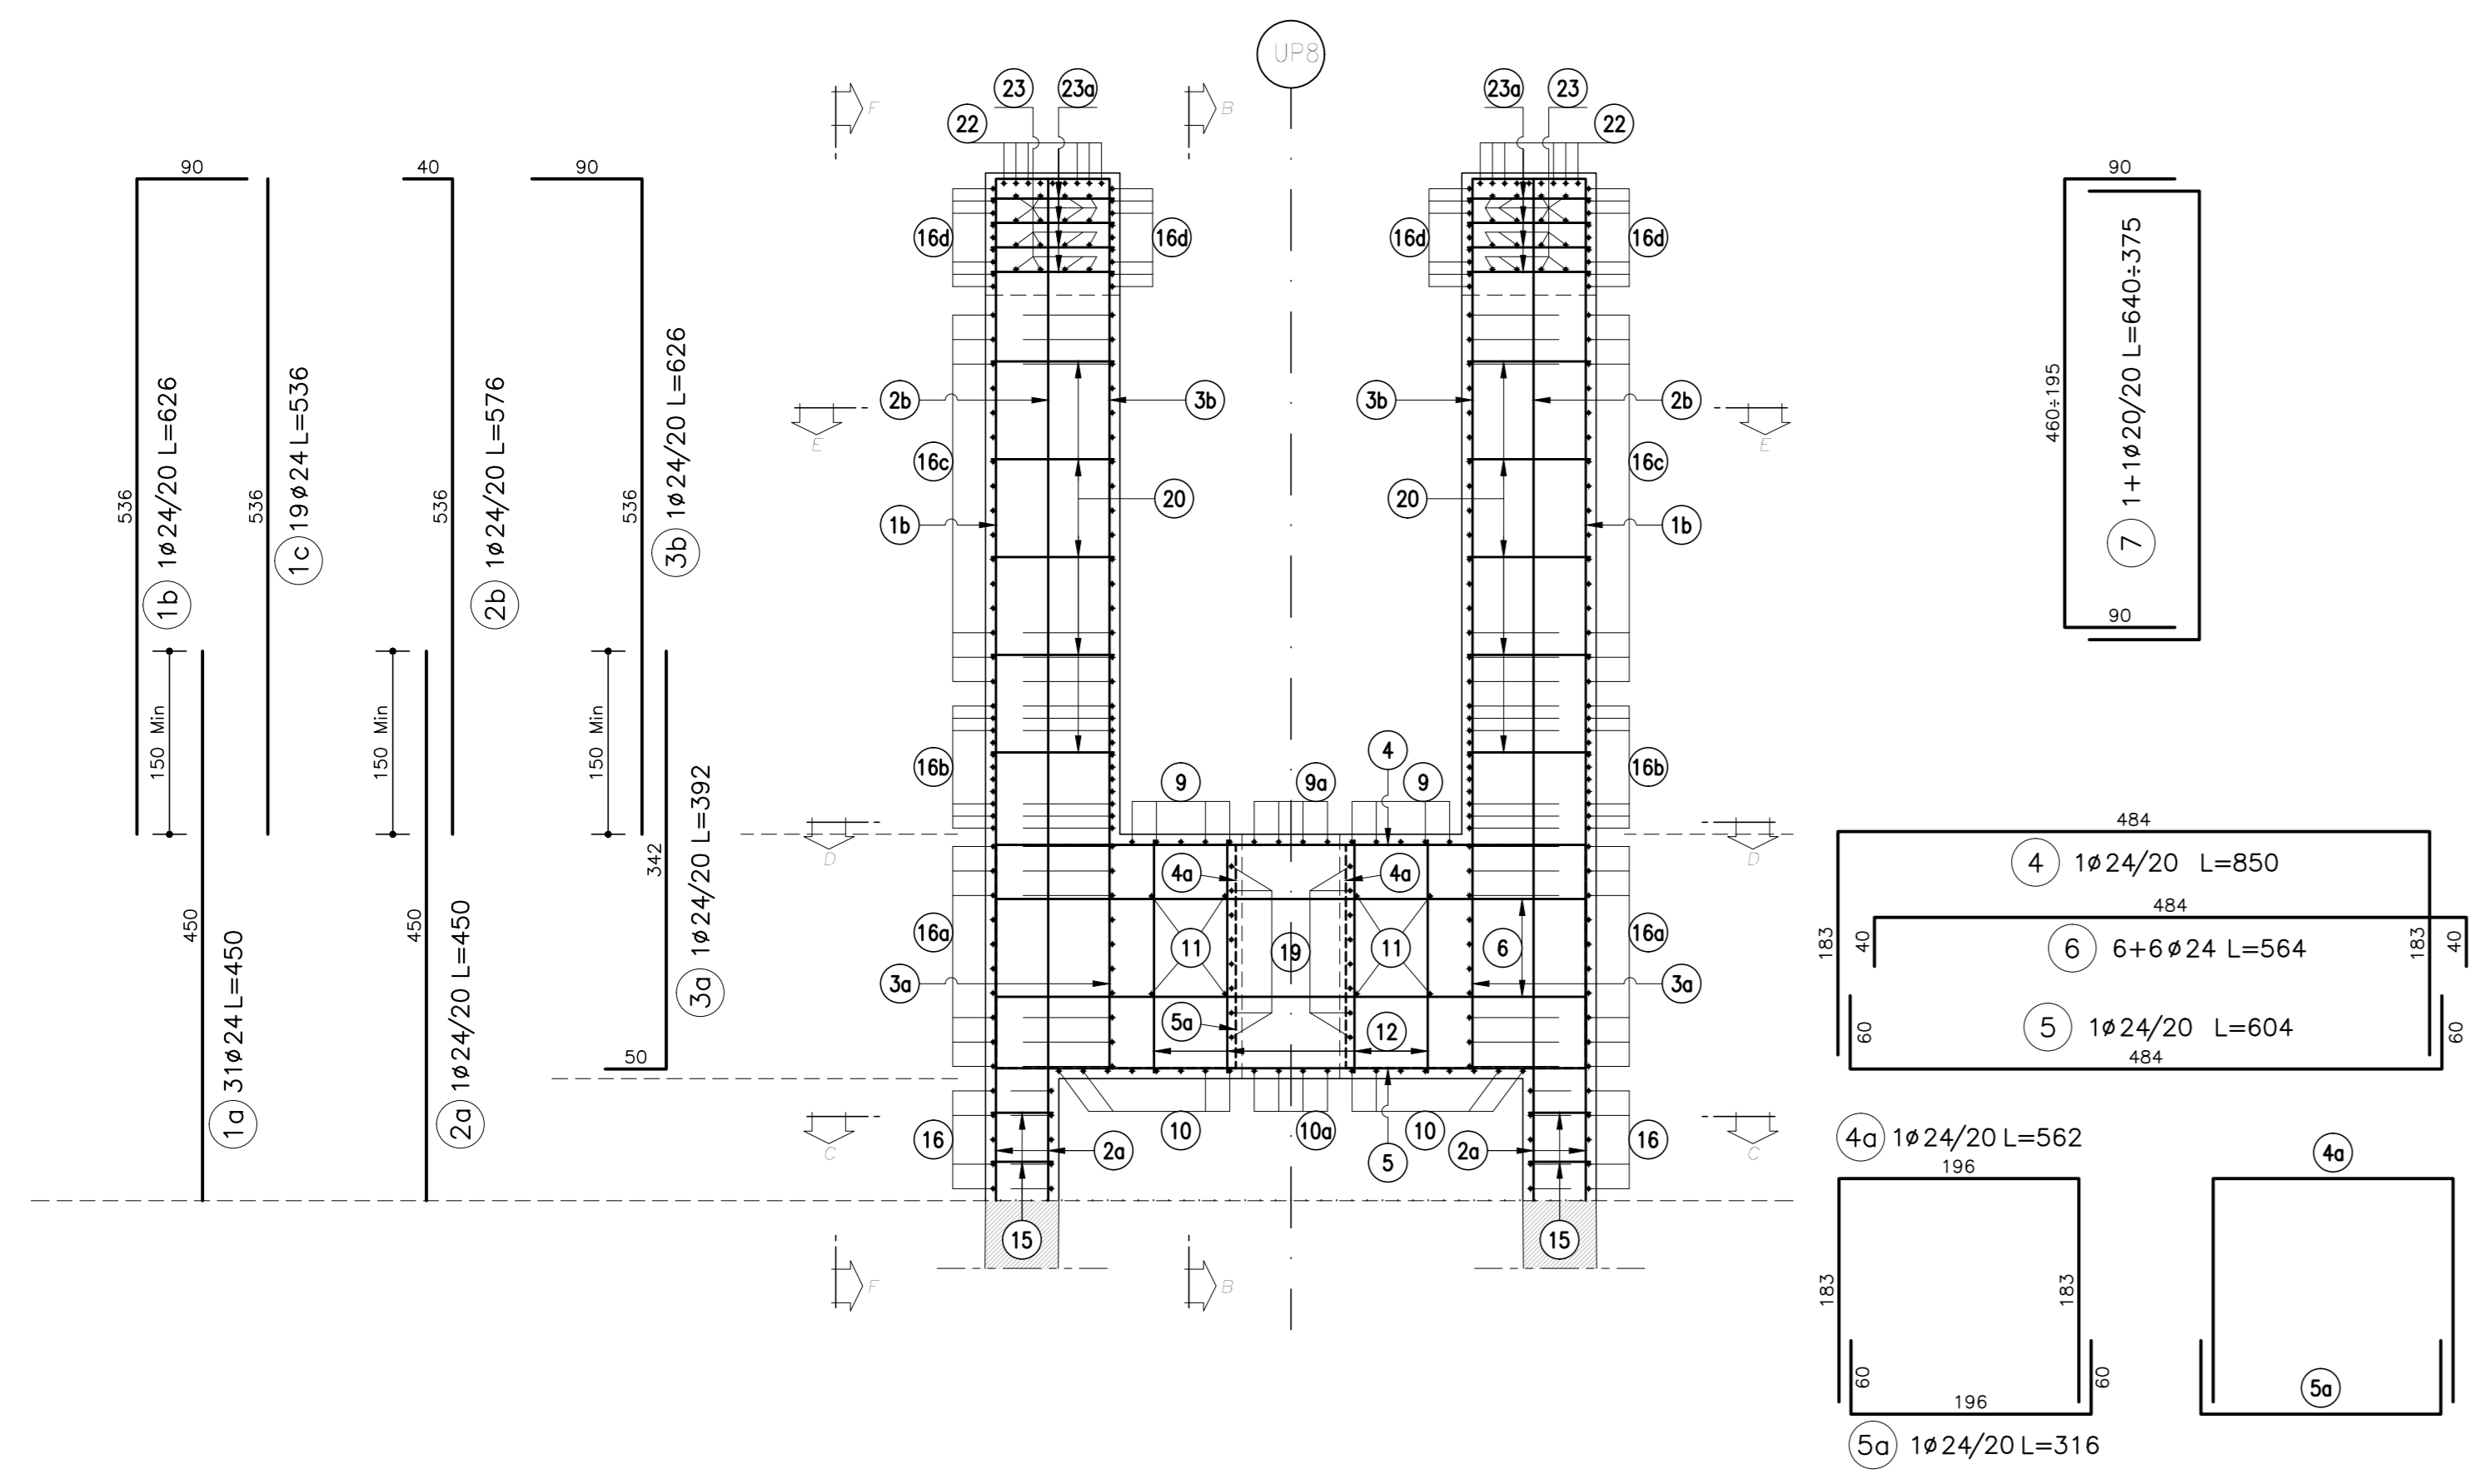 UP8
F
B
23
23a
23a
23
22
22
90
40
90
90
16d
16d
16d
16d
536
1b 1ø24/20 L=626
536
1c 19ø24 L=536
536
2b 1ø24/20 L=576
536
3b 1ø24/20 L=626
460÷195
7 1+1ø20/20 L=640÷375
90
2b
3b
3b
2b
E
E
16c
16c
20
20
1b
1b
150 Min
150 Min
150 Min
16b
16b
4
9
9a
9
D
D
450
1a 31ø24 L=450
450
2a 1ø24/20 L=450
342
3a 1ø24/20 L=392
50
4a
4a
16a
16a
11
19
11
6
3a
3a
5a
12
484
4 1ø24/20 L=850
183
183
484
40
40
6 6+6ø24 L=564
60
60
5 1ø24/20 L=604
484
16
16
10
10a
10
2a
2a
5
C
C
15
15
F
B
4a 1ø24/20 L=562
196
183
183
60
60
196
5a 1ø24/20 L=316
4a
5a